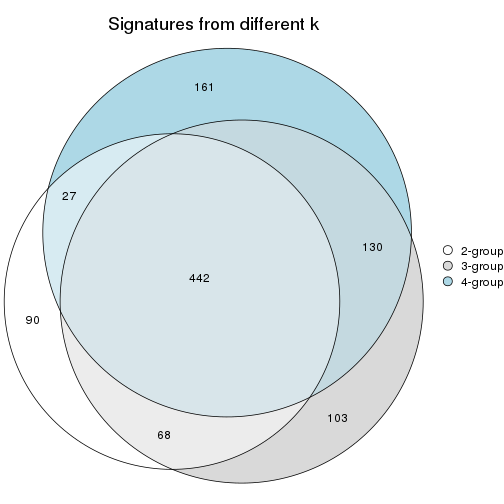 Signatures from different k
161
27
130
442
90
103
68
2-group
3-group
4-group